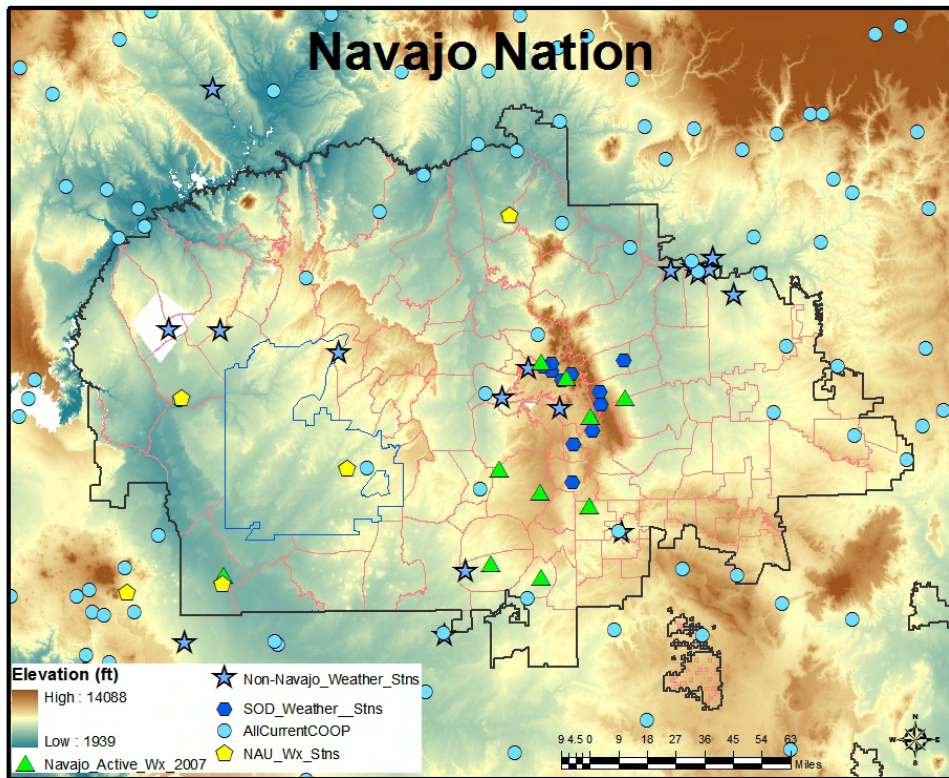 Navajo Nation
Elevation (ft)
High : 14088
Low : 1939
Navajo_Active_Wx_2007
Non-Navajo_Weather_Stns
SOD_Weather__Stns
AllCurrentCOOP
NAU_Wx_Stns
9 4.5 0 9 18 27 36 45 54 63
Miles
N
W E
S